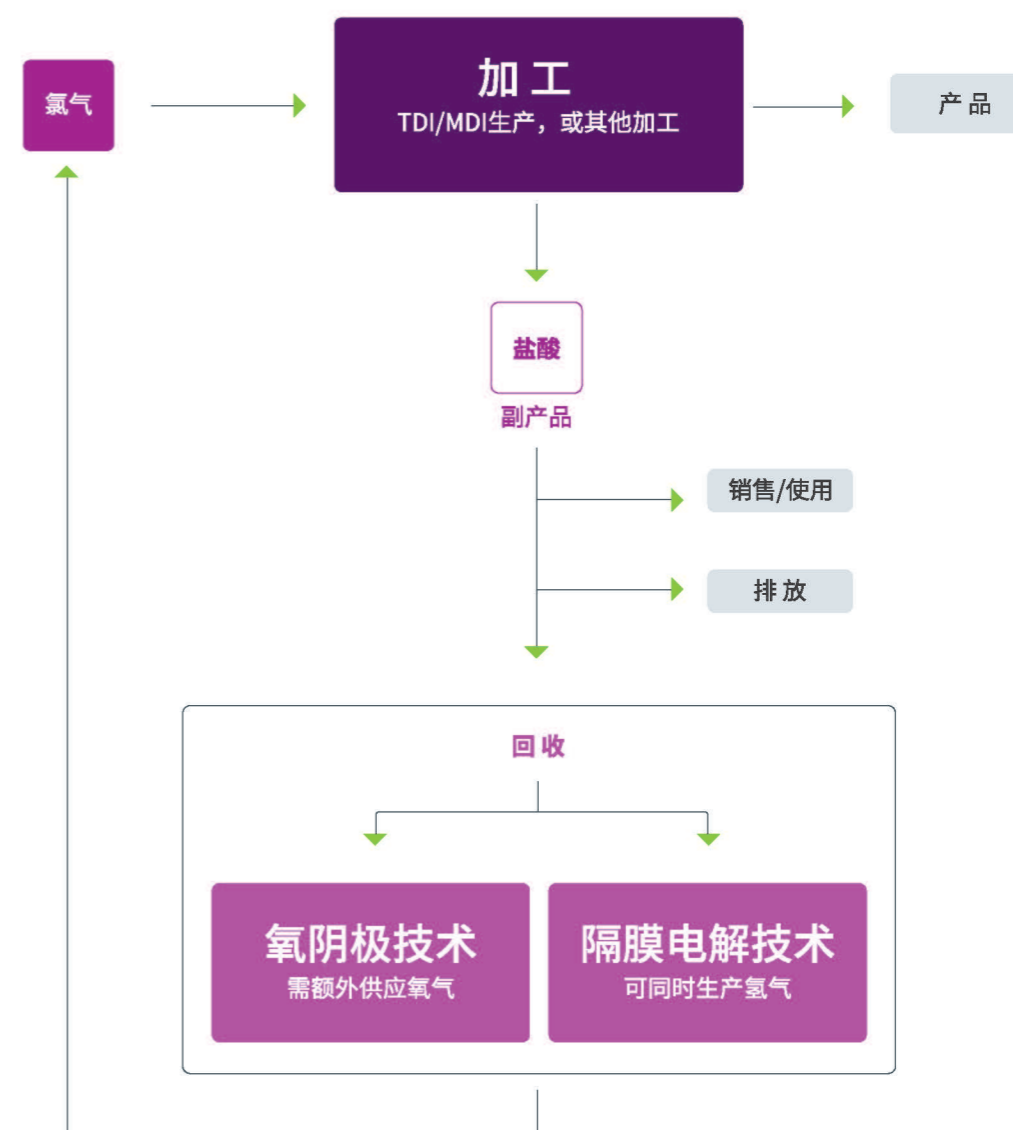 氯气
加 工
TDI/MDI生产，或其他加工
产 品
盐酸
副产品
销售/使用
排 放
回 收
氧阴极技术
需额外供应氧气
隔膜电解技术
可同时生产氢气